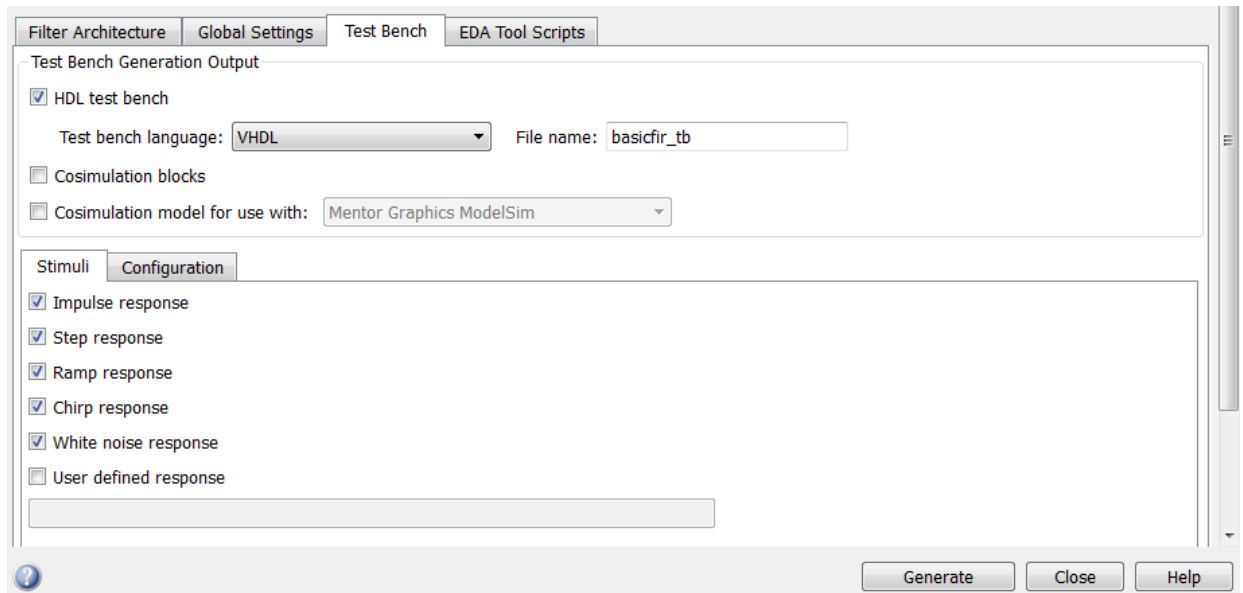 Filter Architecture Global Settings Test Bench EDA Tool Scripts
Test Bench Generation Output
HDL test bench
Test bench language: VHDL File name: basicfir_tb
Cosimulation blocks
Cosimulation model for use with: Mentor Graphics ModelSim
Stimuli Configuration
Impulse response
Step response
Ramp response
Chirp response
White noise response
User defined response
? Generate Close Help